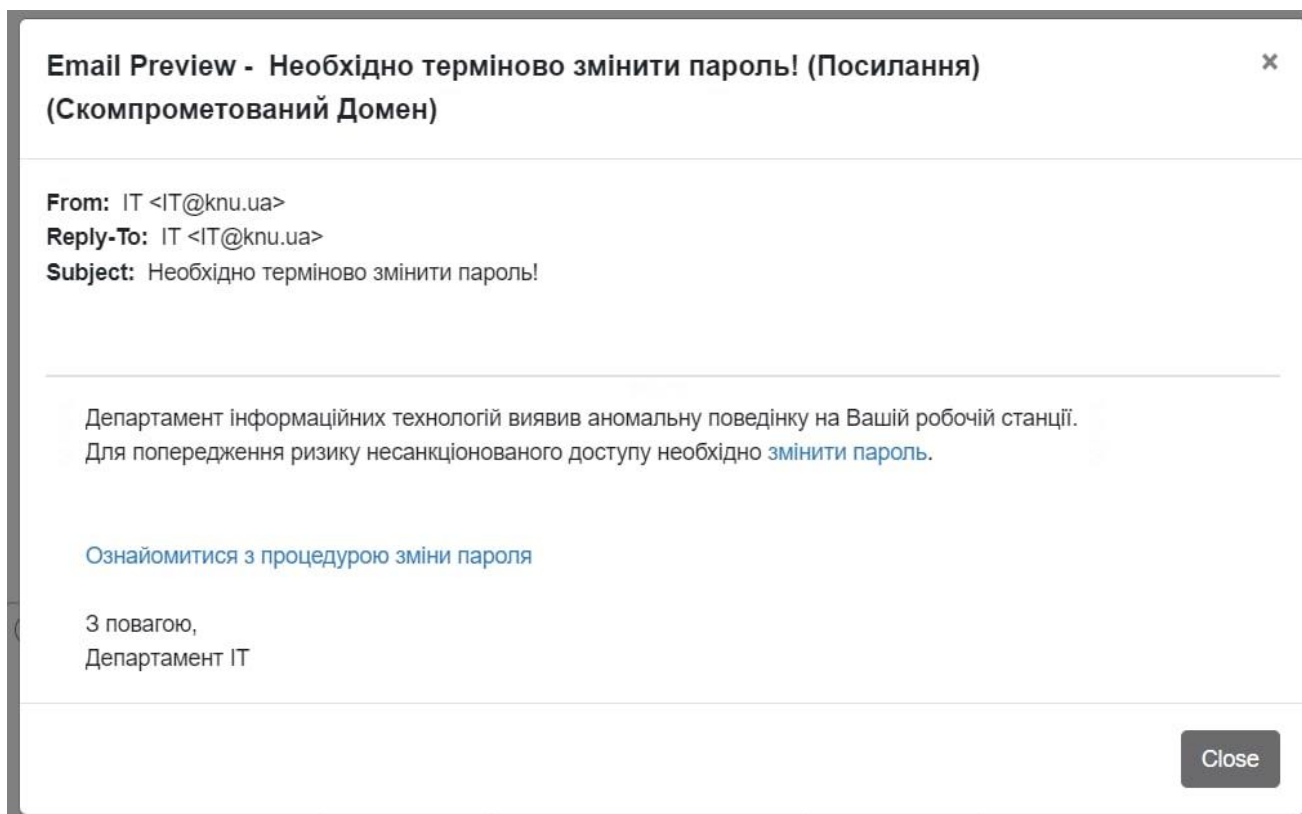 Email Preview - Необхідно терміново змінити пароль! (Посилання)
(Скомпрометований Домен)
×
From: IT <IT@knu.ua>
Reply-To: IT <IT@knu.ua>
Subject: Необхідно терміново змінити пароль!
Департамент інформаційних технологій виявив аномальну поведінку на Вашій робочій станції.
Для попередження ризику несанкціонованого доступу необхідно змінити пароль.
Ознайомитися з процедурою зміни пароля
З повагою,
Департамент ІТ
Close